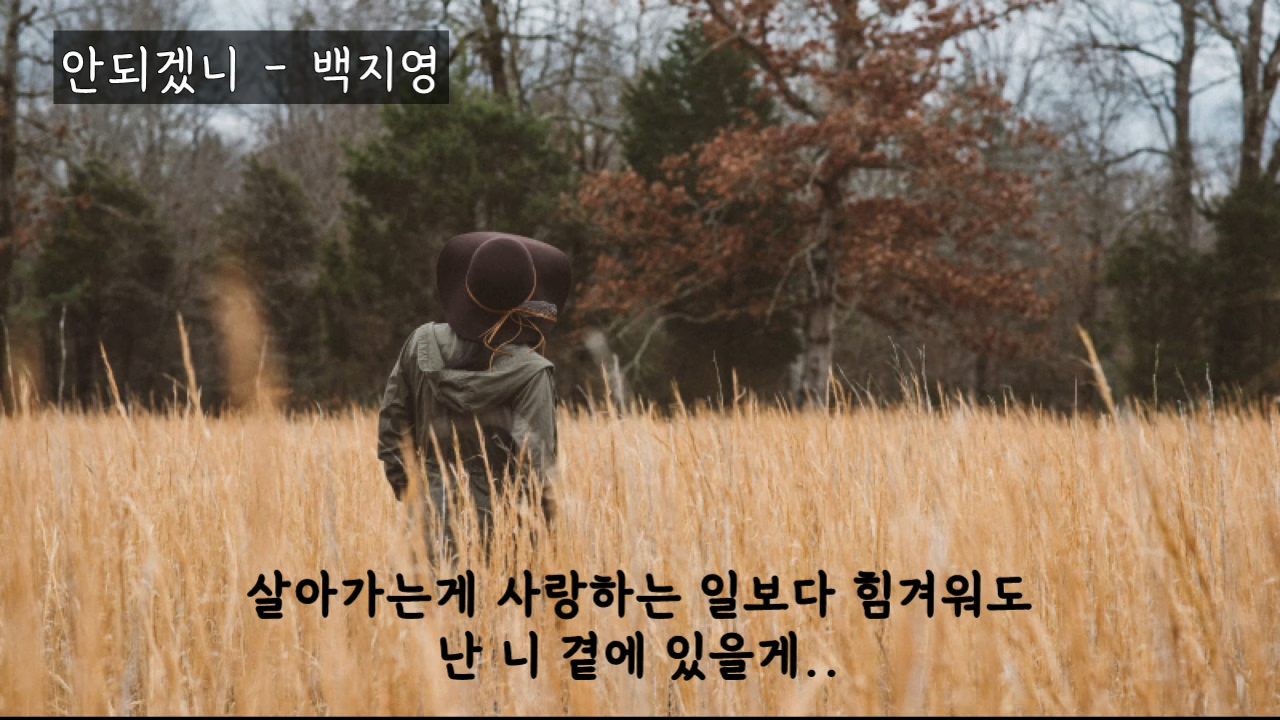 안되겠니 - 백지영
살아가는게 사랑하는 일보다 힘겨워도
난 니 곁에 있을게..